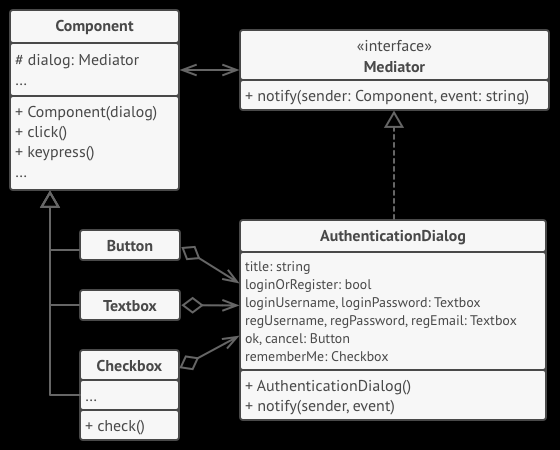 Component
# dialog: Mediator
...
+ Component(dialog)
+ click()
+ keypress()
...
«interface»
Mediator
+ notify(sender: Component, event: string)
Button
Textbox
Checkbox
...
+ check()
AuthenticationDialog
title: string
loginOrRegister: bool
loginUsername, loginPassword: Textbox
regUsername, regPassword, regEmail: Textbox
ok, cancel: Button
rememberMe: Checkbox
+ AuthenticationDialog()
+ notify(sender, event)